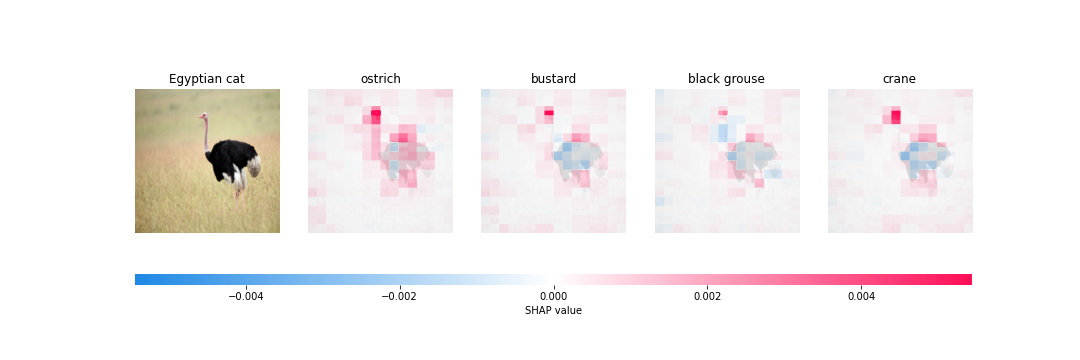 Egyptian cat
ostrich
bustard
black grouse
crane
−0.004
−0.002
0.000
0.002
0.004
SHAP value